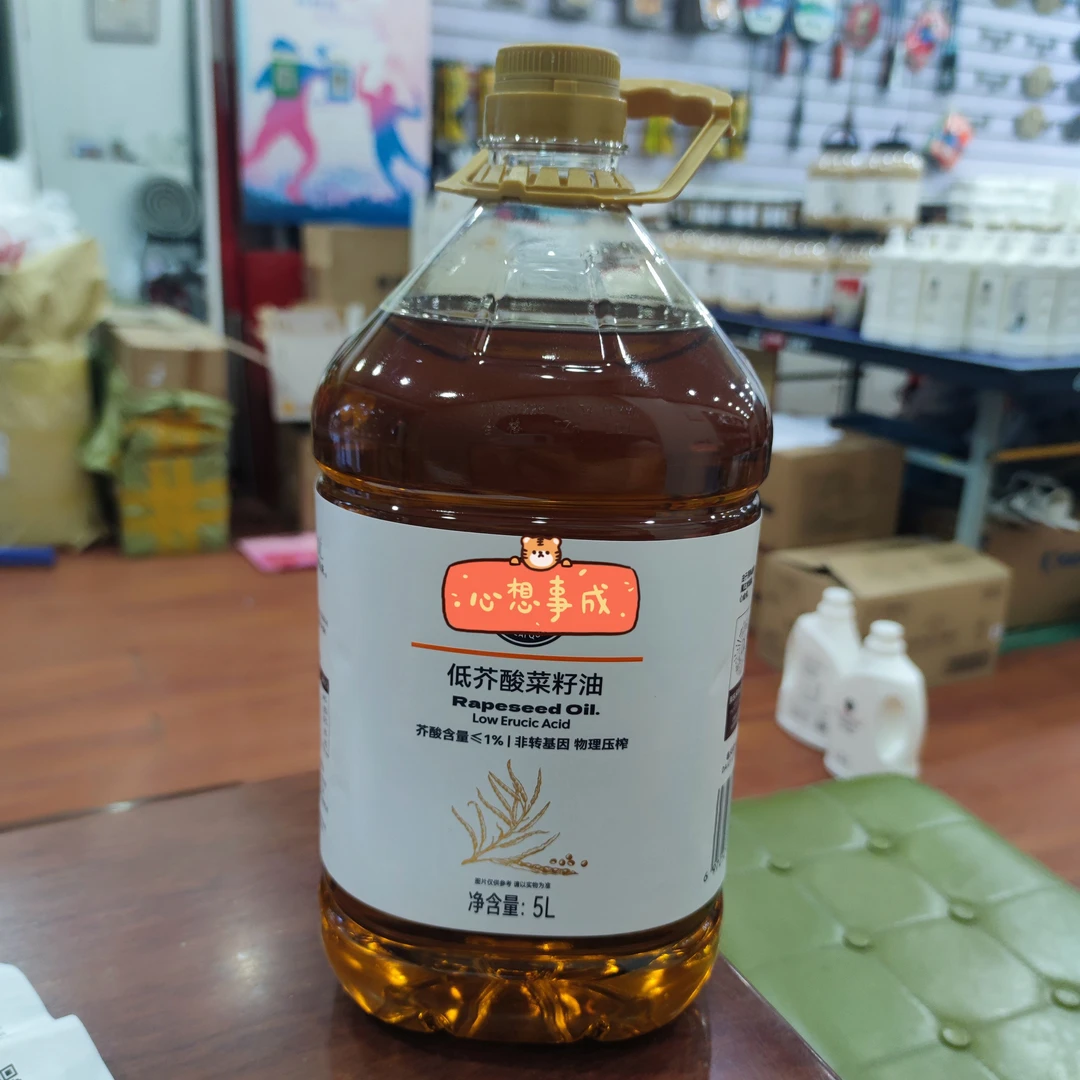 心想事成
低芥酸菜籽油
Rapeseed Oil.
Low Erucic Acid
芥酸含量≤1% | 非转基因 物理压榨
图片仅供参考 请以实物为准
净含量: 5L